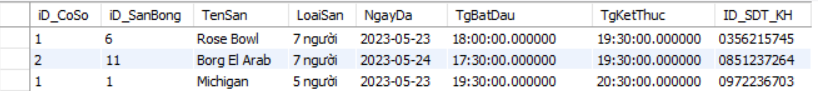 iD_CoSo iD_SanBong TenSan LoaiSan NgayDa TgBatDau TgKetThuc ID_SDT_KH
1 6 Rose Bowl 7 người 2023-05-23 18:00:00.000000 19:30:00.000000 0356215745
2 11 Borg El Arab 7 người 2023-05-24 17:30:00.000000 19:30:00.000000 0851237264
1 1 Michigan 5 người 2023-05-23 19:30:00.000000 20:30:00.000000 0972236703